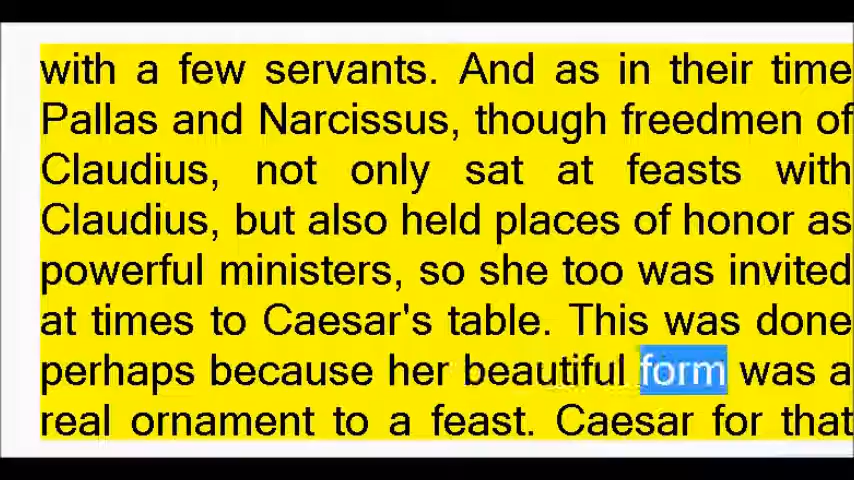 with a few servants. And as in their time
Pallas and Narcissus, though freedmen of
Claudius, not only sat at feasts with
Claudius, but also held places of honor as
powerful ministers, so she too was invited
at times to Caesar's table. This was done
perhaps because her beautiful form was a
real ornament to a feast. Caesar for that